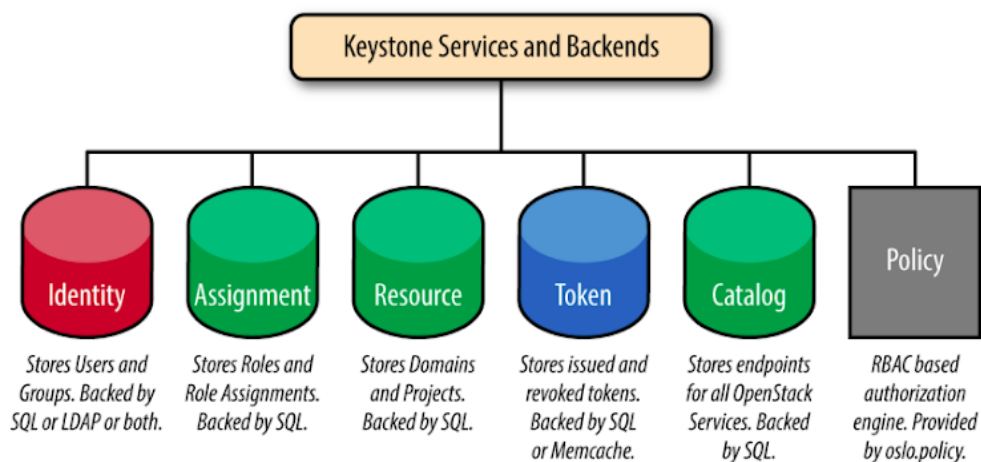 Keystone Services and Backends
Identity
Assignment
Resource
Token
Catalog
Policy
Stores Users and
Groups. Backed by
SQL or LDAP or both.
Stores Roles and
Role Assignments.
Backed by SQL.
Stores Domains
and Projects.
Backed by SQL.
Stores issued and
revoked tokens.
Backed by SQL
or Memcache.
Stores endpoints
for all OpenStack
Services. Backed
by SQL.
RBAC based
authorization
engine. Provided
by oslo.policy.